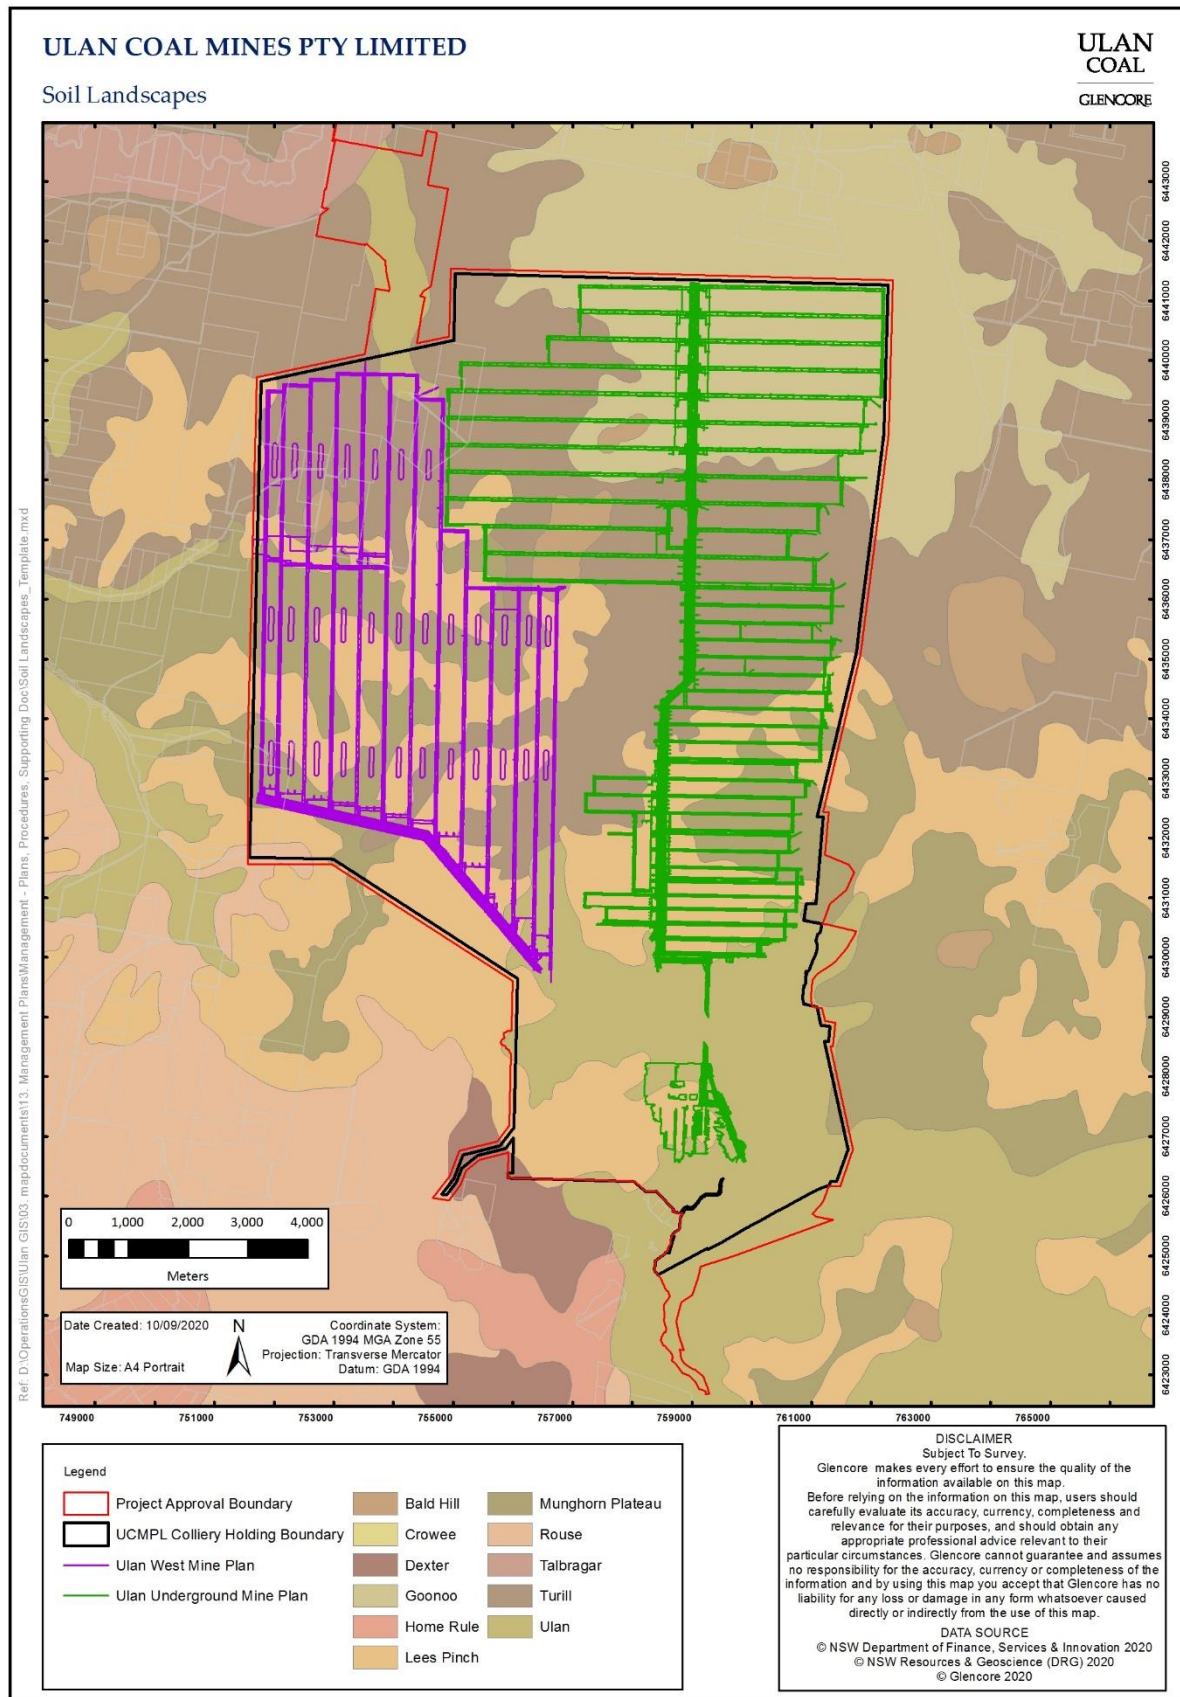 ULAN COAL MINES PTY LIMITED
Soil Landscapes
ULAN
COAL
GLENCORE
6443000
6442000
6441000
6440000
6439000
6438000
6437000
6436000
6435000
6434000
6433000
6432000
6431000
6430000
6429000
6428000
6427000
6426000
6425000
6424000
6423000
Ref: D:\OperationsGIS\Ulan GIS\03. mapdocuments\13. Management Plans\Management - Plans, Procedures, Supporting Doc\Soil Landscapes_Template.mxd
0 1,000 2,000 3,000 4,000
Meters
Date Created: 10/09/2020
Map Size: A4 Portrait
N
Coordinate System:
GDA 1994 MGA Zone 55
Projection: Transverse Mercator
Datum: GDA 1994
749000 751000 753000 755000 757000 759000 761000 763000 765000
Legend
Project Approval Boundary
UCMPL Colliery Holding Boundary
Ulan West Mine Plan
Ulan Underground Mine Plan
Bald Hill
Crowee
Dexter
Goonoo
Home Rule
Lees Pinch
Munghorn Plateau
Rouse
Talbragar
Turill
Ulan
DISCLAIMER
Subject To Survey.
Glencore makes every effort to ensure the quality of the
information available on this map.
Before relying on the information on this map, users should
carefully evaluate its accuracy, currency, completeness and
relevance for their purposes, and should obtain any
appropriate professional advice relevant to their
particular circumstances. Glencore cannot guarantee and assumes
no responsibility for the accuracy, currency or completeness of the
information and by using this map you accept that Glencore has no
liability for any loss or damage in any form whatsoever caused
directly or indirectly from the use of this map.
DATA SOURCE
© NSW Department of Finance, Services & Innovation 2020
© NSW Resources & Geoscience (DRG) 2020
© Glencore 2020